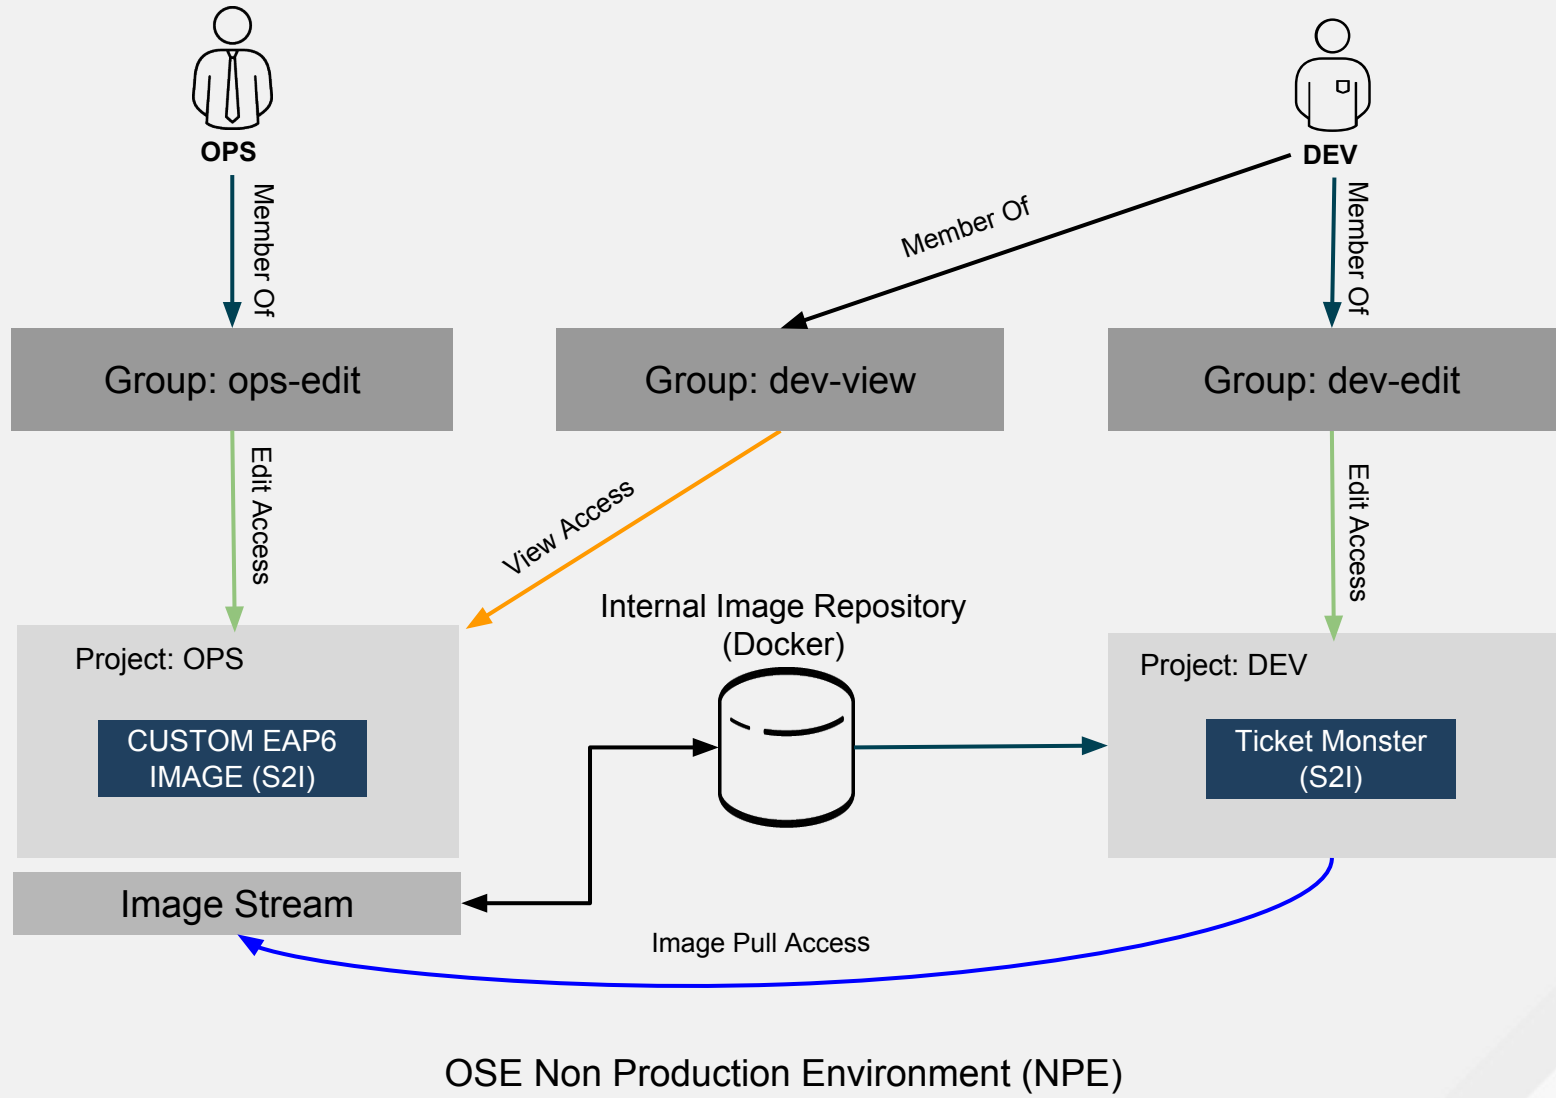 OPS
DEV
Member Of
Member Of
Member Of
Group: ops-edit
Group: dev-view
Group: dev-edit
Edit Access
View Access
Edit Access
Internal Image Repository
(Docker)
Project: OPS
Project: DEV
CUSTOM EAP6
IMAGE (S2I)
Ticket Monster
(S2I)
Image Stream
Image Pull Access
OSE Non Production Environment (NPE)